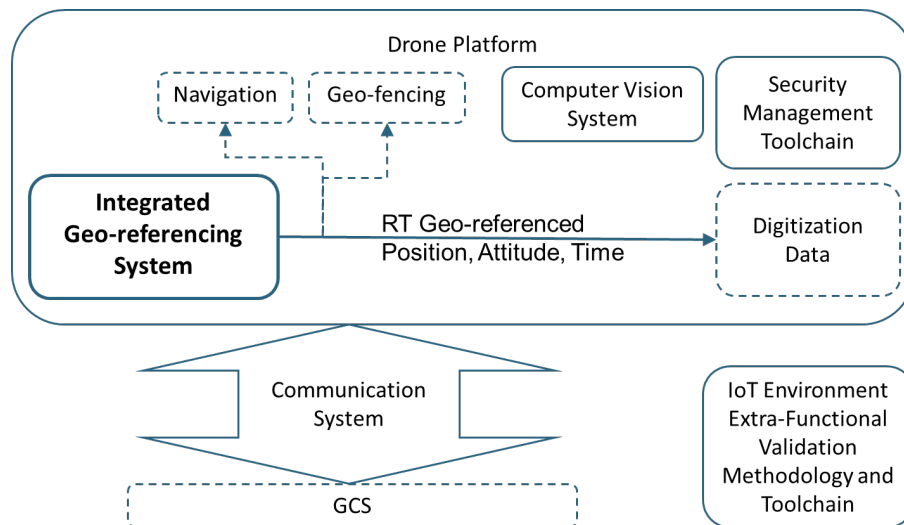 Drone Platform
Navigation
Geo-fencing
Computer Vision
System
Security
Management
Toolchain
Integrated
Geo-referencing
System
RT Geo-referenced
Position, Attitude, Time
Digitization
Data
Communication
System
IoT Environment
Extra-Functional
Validation
Methodology and
Toolchain
GCS